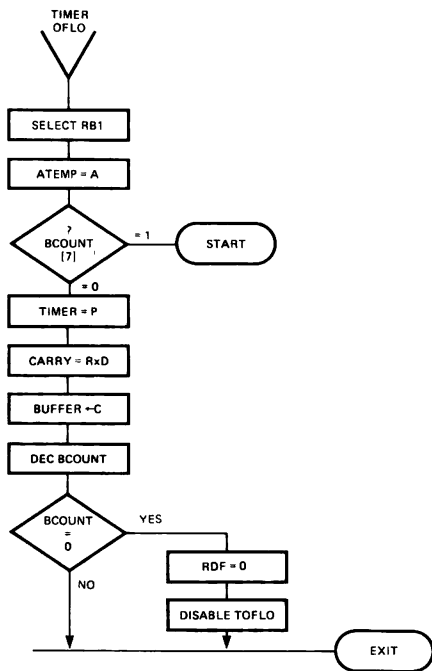 TIMER
OFLO
SELECT RB1
ATEMP = A
?
BCOUNT
[7]
= 1
START
= 0
TIMER = P
CARRY = RxD
BUFFER ←C
DEC BCOUNT
BCOUNT
=
0
YES
NO
RDF = 0
DISABLE TOFLO
EXIT